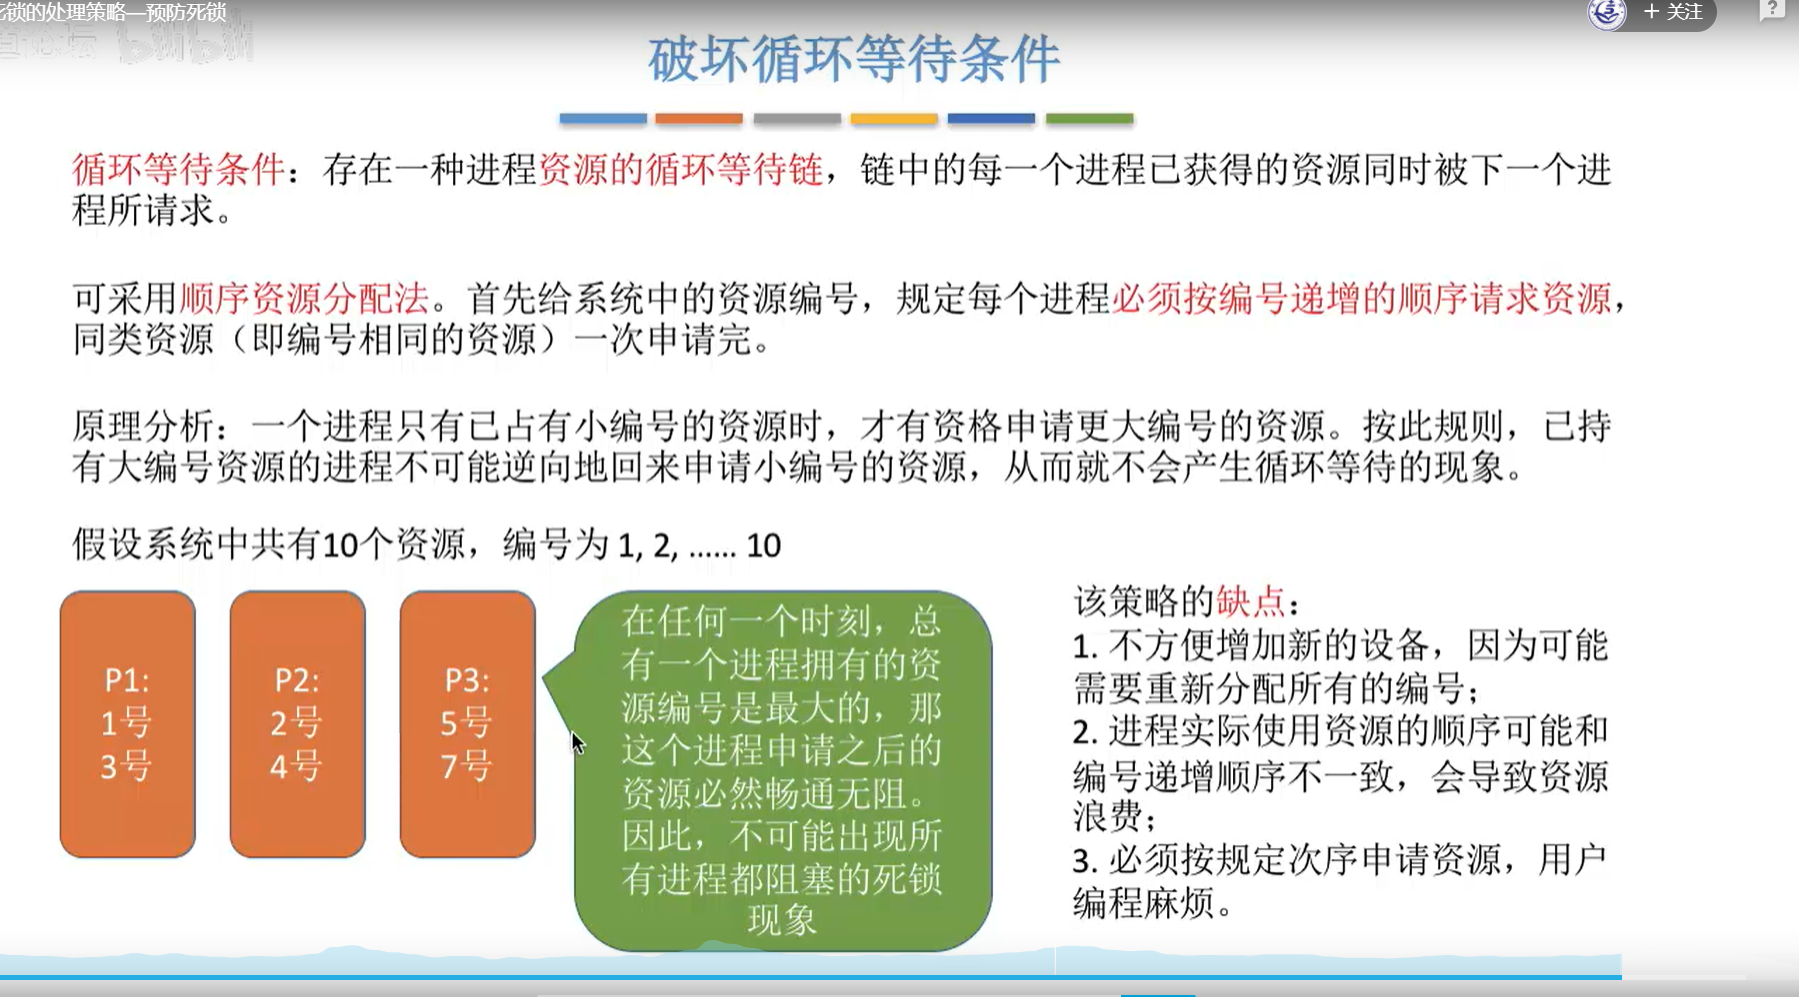 死锁的处理策略—预防死锁
+ 关注
?
破坏循环等待条件
循环等待条件：存在一种进程资源的循环等待链，链中的每一个进程已获得的资源同时被下一个进
程所请求。
可采用顺序资源分配法。首先给系统中的资源编号，规定每个进程必须按编号递增的顺序请求资源，
同类资源（即编号相同的资源）一次申请完。
原理分析：一个进程只有已占有小编号的资源时，才有资格申请更大编号的资源。按此规则，已持
有大编号资源的进程不可能逆向地回来申请小编号的资源，从而就不会产生循环等待的现象。
假设系统中共有10个资源，编号为 1, 2, …… 10
P1:
1号
3号
P2:
2号
4号
P3:
5号
7号
在任何一个时刻，总
有一个进程拥有的资
源编号是最大的，那
这个进程申请之后的
资源必然畅通无阻。
因此，不可能出现所
有进程都阻塞的死锁
现象
该策略的缺点：
1. 不方便增加新的设备，因为可能
需要重新分配所有的编号；
2. 进程实际使用资源的顺序可能和
编号递增顺序不一致，会导致资源
浪费；
3. 必须按规定次序申请资源，用户
编程麻烦。